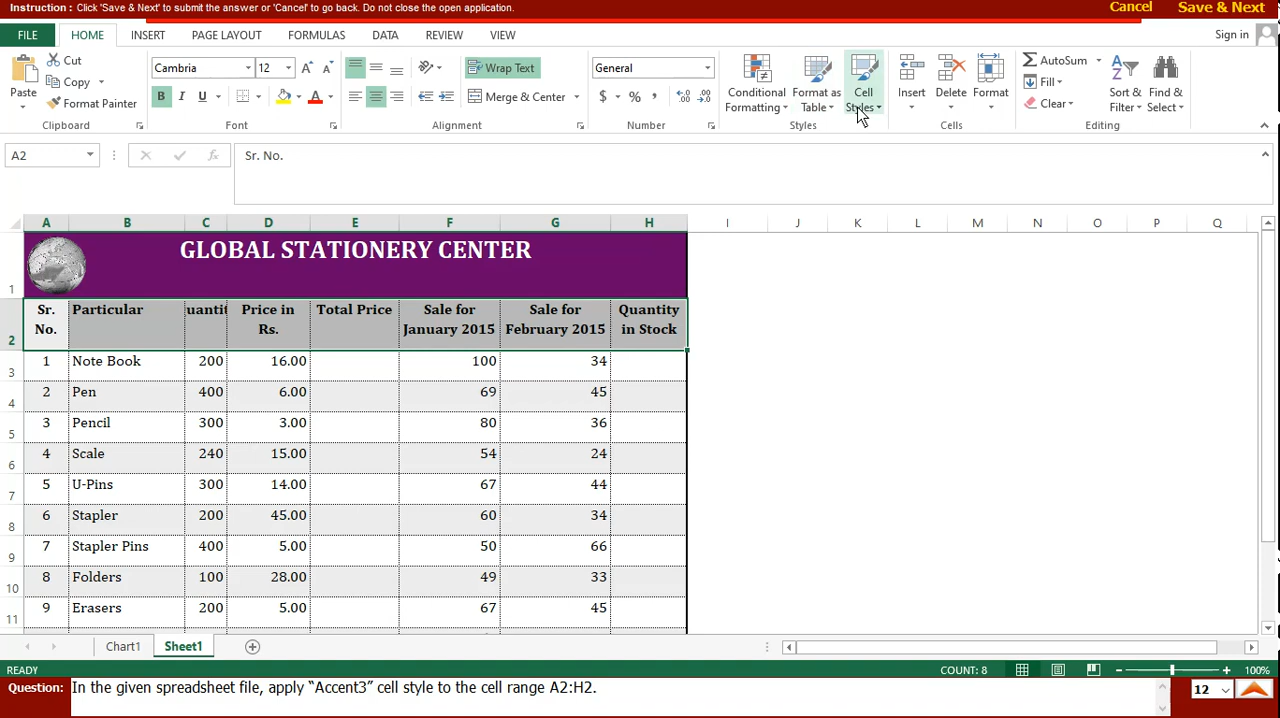 Instruction : Click 'Save & Next' to submit the answer or 'Cancel' to go back. Do not close the open application. Cancel Save & Next
FILE HOME INSERT PAGE LAYOUT FORMULAS DATA REVIEW VIEW Sign in
Cut Cambria 12 Wrap Text General AutoSum
Copy Fill
Paste Conditional Format as Cell Insert Delete Format Sort & Find &
Format Painter B I U A Merge & Center $ % , Formatting Table Styles Clear Filter Select
Clipboard Font Alignment Number Styles Cells Editing
A2 fx Sr. No.
A B C D E F G H I J K L M N O P Q
1 GLOBAL STATIONERY CENTER
Sr. Particular uantit Price in Total Price Sale for Sale for Quantity
2 No. Rs. January 2015 February 2015 in Stock
3 1 Note Book 200 16.00 100 34
4 2 Pen 400 6.00 69 45
5 3 Pencil 300 3.00 80 36
6 4 Scale 240 15.00 54 24
7 5 U-Pins 300 14.00 67 44
8 6 Stapler 200 45.00 60 34
9 7 Stapler Pins 400 5.00 50 66
10 8 Folders 100 28.00 49 33
11 9 Erasers 200 5.00 67 45
Chart1 Sheet1
READY COUNT: 8 100%
Question: In the given spreadsheet file, apply “Accent3” cell style to the cell range A2:H2. 12